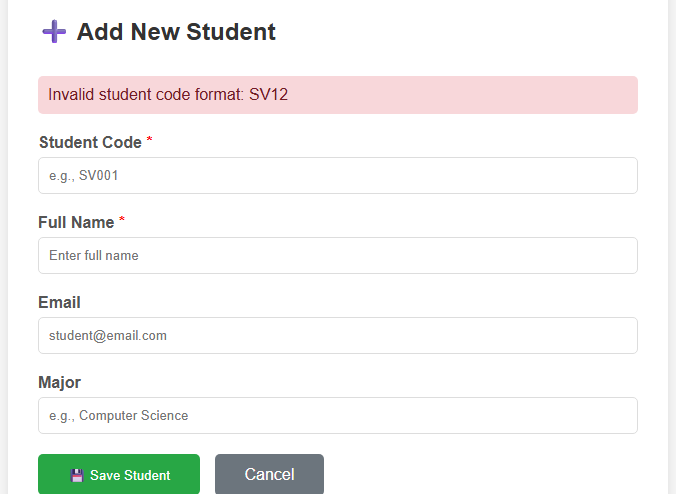 Add New Student
Invalid student code format: SV12
Student Code *
e.g., SV001
Full Name *
Enter full name
Email
student@email.com
Major
e.g., Computer Science
Save Student
Cancel